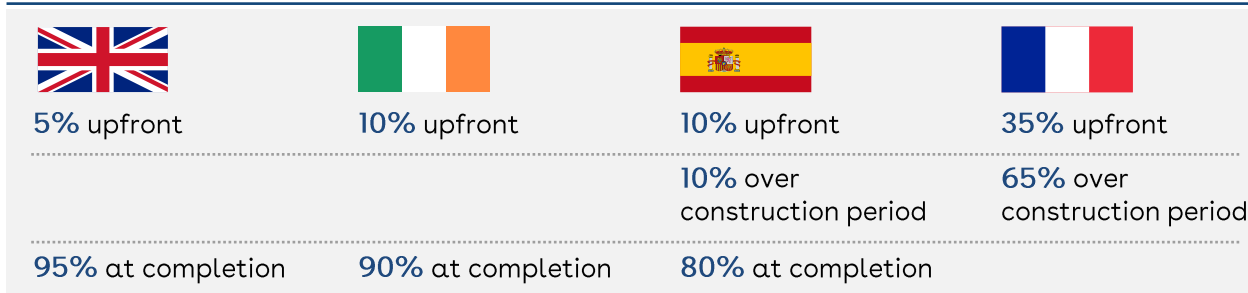 5% upfront
10% upfront
10% upfront
35% upfront
10% over
construction period
65% over
construction period
95% at completion
90% at completion
80% at completion